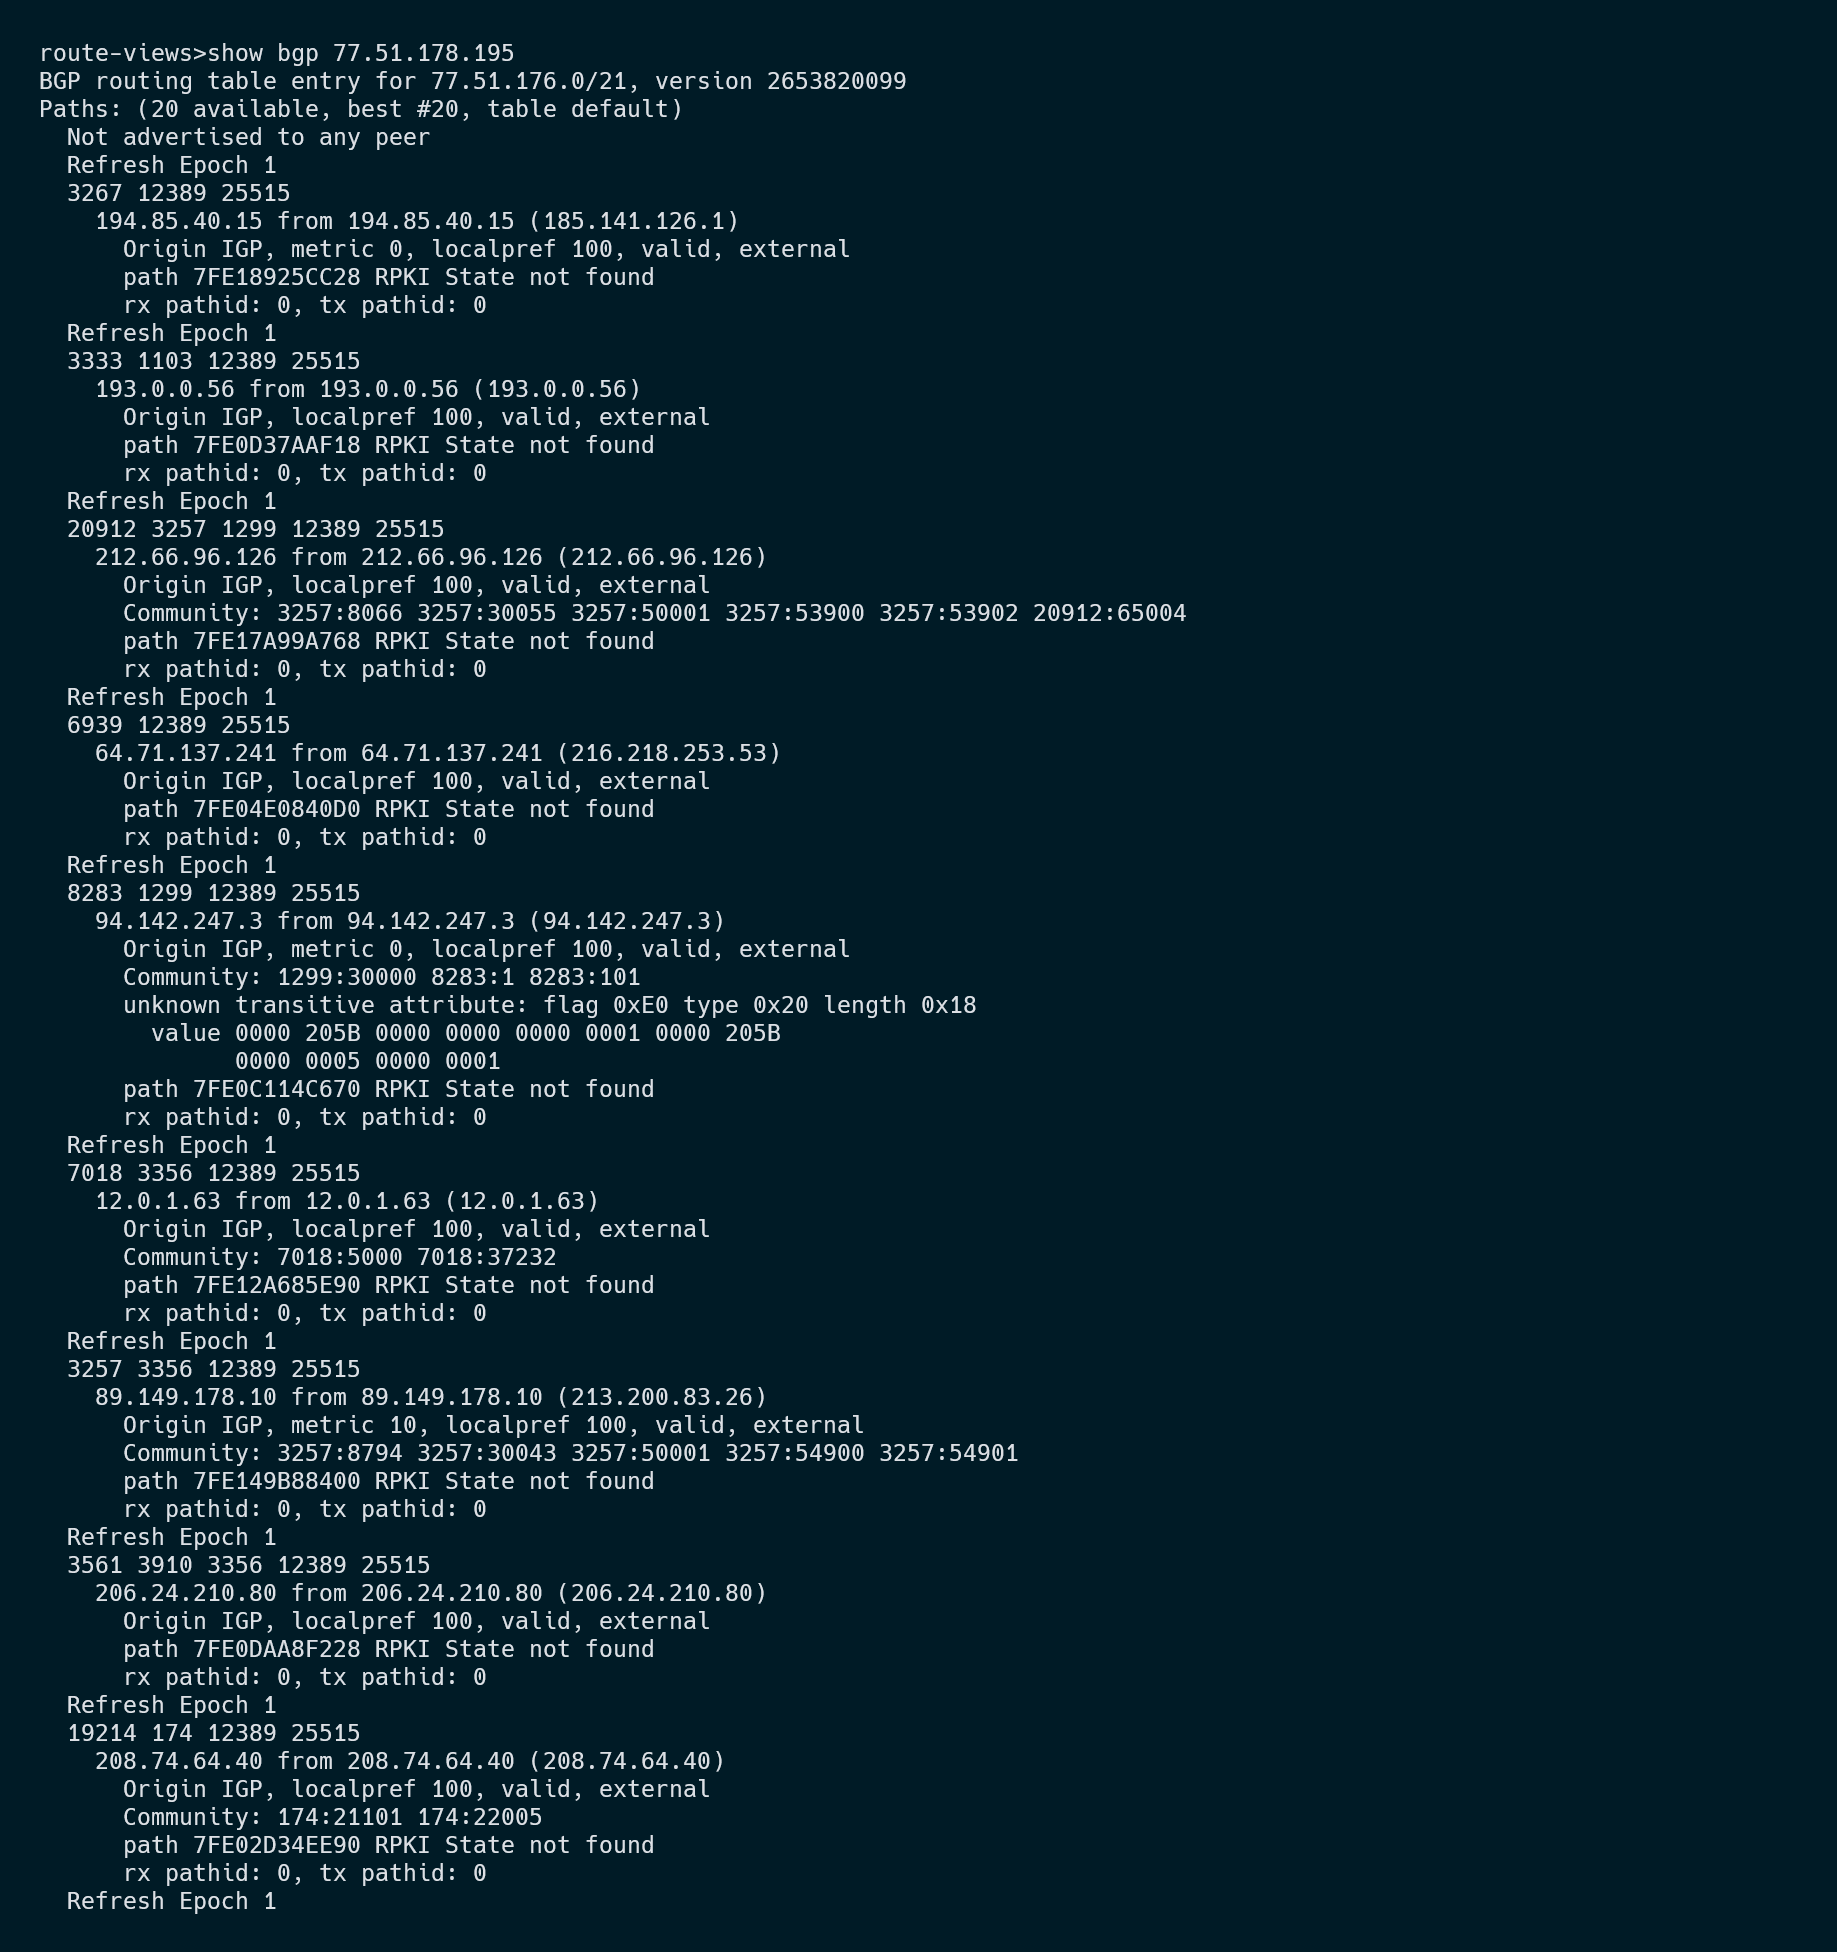 route-views>show bgp 77.51.178.195
BGP routing table entry for 77.51.176.0/21, version 2653820099
Paths: (20 available, best #20, table default)
  Not advertised to any peer
  Refresh Epoch 1
  3267 12389 25515
    194.85.40.15 from 194.85.40.15 (185.141.126.1)
      Origin IGP, metric 0, localpref 100, valid, external
      path 7FE18925CC28 RPKI State not found
      rx pathid: 0, tx pathid: 0
  Refresh Epoch 1
  3333 1103 12389 25515
    193.0.0.56 from 193.0.0.56 (193.0.0.56)
      Origin IGP, localpref 100, valid, external
      path 7FE0D37AAF18 RPKI State not found
      rx pathid: 0, tx pathid: 0
  Refresh Epoch 1
  20912 3257 1299 12389 25515
    212.66.96.126 from 212.66.96.126 (212.66.96.126)
      Origin IGP, localpref 100, valid, external
      Community: 3257:8066 3257:30055 3257:50001 3257:53900 3257:53902 20912:65004
      path 7FE17A99A768 RPKI State not found
      rx pathid: 0, tx pathid: 0
  Refresh Epoch 1
  6939 12389 25515
    64.71.137.241 from 64.71.137.241 (216.218.253.53)
      Origin IGP, localpref 100, valid, external
      path 7FE04E0840D0 RPKI State not found
      rx pathid: 0, tx pathid: 0
  Refresh Epoch 1
  8283 1299 12389 25515
    94.142.247.3 from 94.142.247.3 (94.142.247.3)
      Origin IGP, metric 0, localpref 100, valid, external
      Community: 1299:30000 8283:1 8283:101
      unknown transitive attribute: flag 0xE0 type 0x20 length 0x18
        value 0000 205B 0000 0000 0000 0001 0000 205B
              0000 0005 0000 0001
      path 7FE0C114C670 RPKI State not found
      rx pathid: 0, tx pathid: 0
  Refresh Epoch 1
  7018 3356 12389 25515
    12.0.1.63 from 12.0.1.63 (12.0.1.63)
      Origin IGP, localpref 100, valid, external
      Community: 7018:5000 7018:37232
      path 7FE12A685E90 RPKI State not found
      rx pathid: 0, tx pathid: 0
  Refresh Epoch 1
  3257 3356 12389 25515
    89.149.178.10 from 89.149.178.10 (213.200.83.26)
      Origin IGP, metric 10, localpref 100, valid, external
      Community: 3257:8794 3257:30043 3257:50001 3257:54900 3257:54901
      path 7FE149B88400 RPKI State not found
      rx pathid: 0, tx pathid: 0
  Refresh Epoch 1
  3561 3910 3356 12389 25515
    206.24.210.80 from 206.24.210.80 (206.24.210.80)
      Origin IGP, localpref 100, valid, external
      path 7FE0DAA8F228 RPKI State not found
      rx pathid: 0, tx pathid: 0
  Refresh Epoch 1
  19214 174 12389 25515
    208.74.64.40 from 208.74.64.40 (208.74.64.40)
      Origin IGP, localpref 100, valid, external
      Community: 174:21101 174:22005
      path 7FE02D34EE90 RPKI State not found
      rx pathid: 0, tx pathid: 0
  Refresh Epoch 1